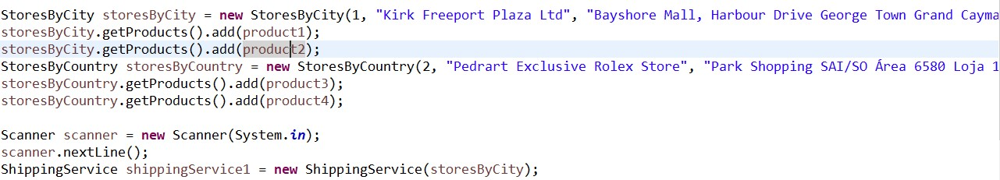 StoresByCity storesByCity = new StoresByCity(1, "Kirk Freeport Plaza Ltd", "Bayshore Mall, Harbour Drive George Town Grand Cayma
storesByCity.getProducts().add(product1);
storesByCity.getProducts().add(product2);
StoresByCountry storesByCountry = new StoresByCountry(2, "Pedrart Exclusive Rolex Store", "Park Shopping SAI/SO Área 6580 Loja 1
storesByCountry.getProducts().add(product3);
storesByCountry.getProducts().add(product4);
Scanner scanner = new Scanner(System.in);
scanner.nextLine();
ShippingService shippingService1 = new ShippingService(storesByCity);